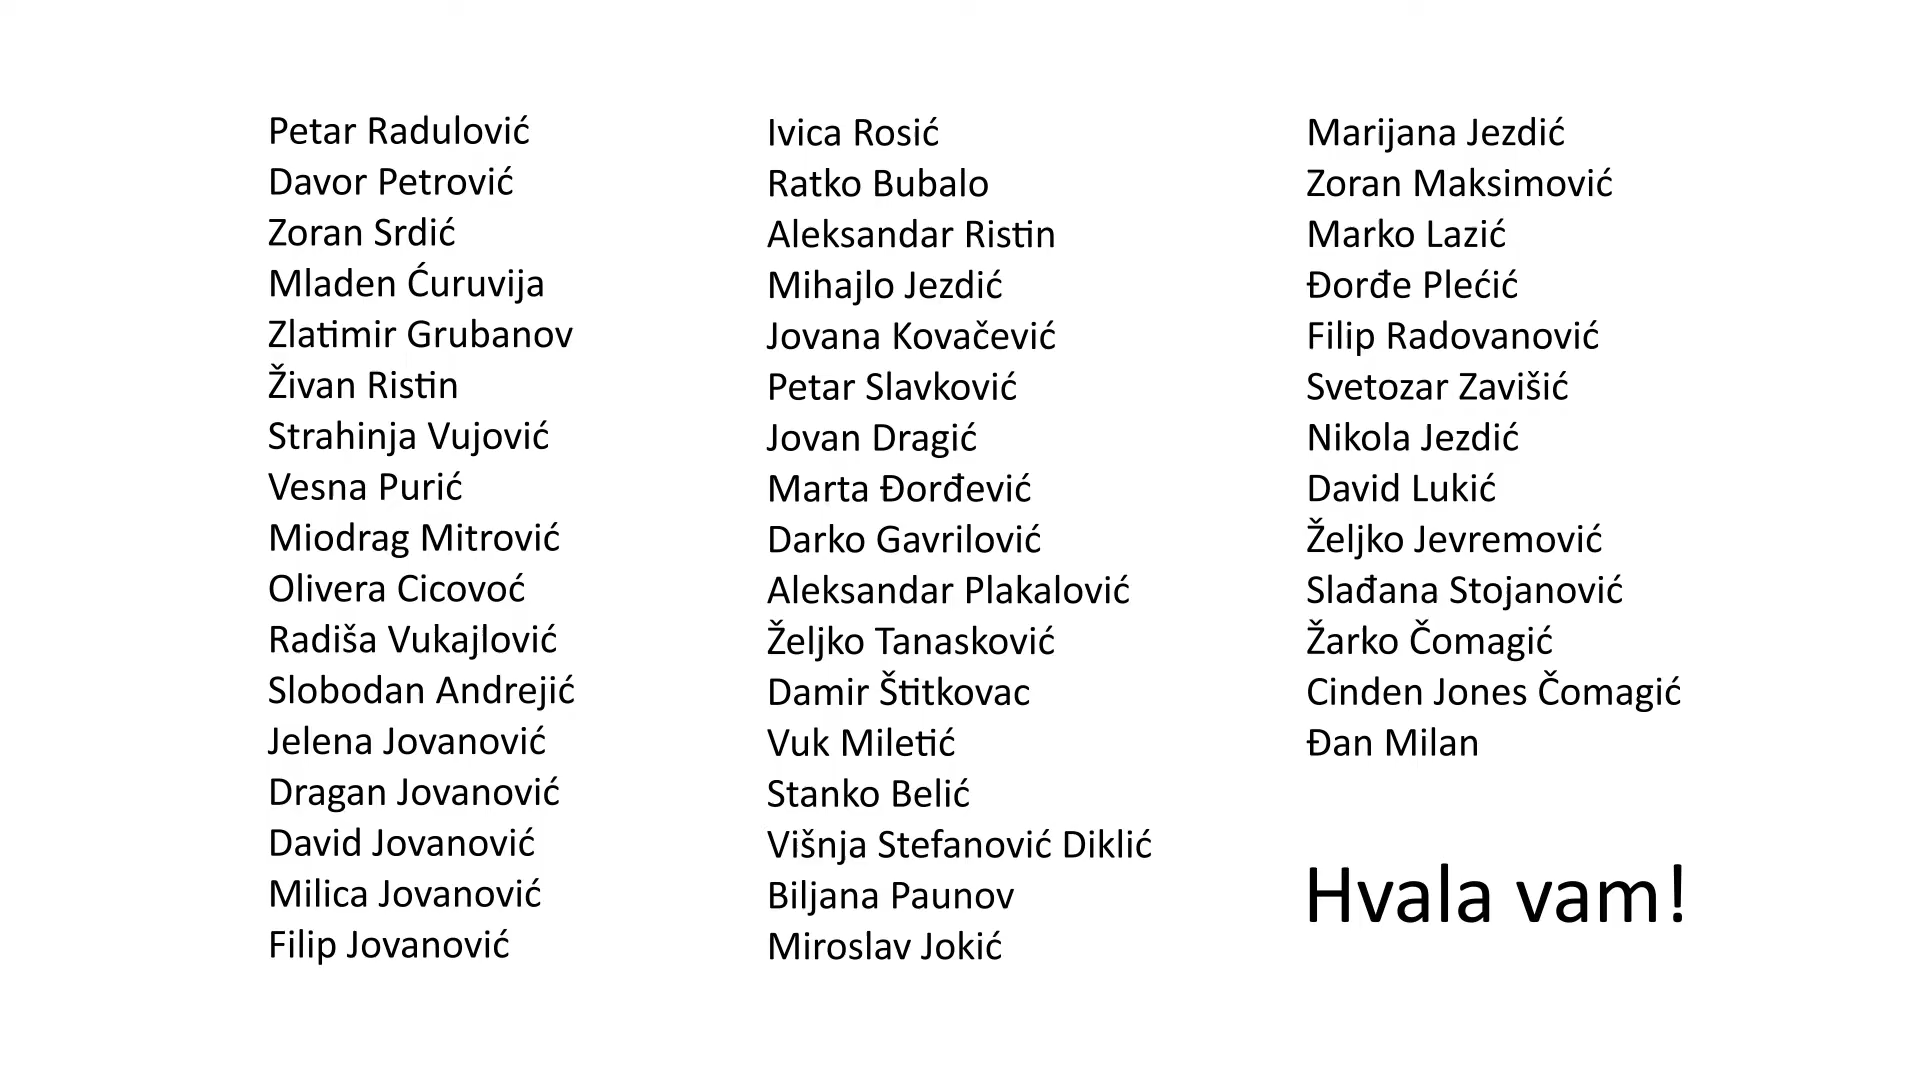 Petar Radulović
Davor Petrović
Zoran Srdić
Mladen Ćuruvija
Zlatimir Grubanov
Živan Ristin
Strahinja Vujović
Vesna Purić
Miodrag Mitrović
Olivera Cicovoć
Radiša Vukajlović
Slobodan Andrejić
Jelena Jovanović
Dragan Jovanović
David Jovanović
Milica Jovanović
Filip Jovanović
Ivica Rosić
Ratko Bubalo
Aleksandar Ristin
Mihajlo Jezdić
Jovana Kovačević
Petar Slavković
Jovan Dragić
Marta Đorđević
Darko Gavrilović
Aleksandar Plakalović
Željko Tanasković
Damir Štitkovac
Vuk Miletić
Stanko Belić
Višnja Stefanović Diklić
Biljana Paunov
Miroslav Jokić
Marijana Jezdić
Zoran Maksimović
Marko Lazić
Đorđe Plećić
Filip Radovanović
Svetozar Zavišić
Nikola Jezdić
David Lukić
Željko Jevremović
Slađana Stojanović
Žarko Čomagić
Cinden Jones Čomagić
Đan Milan
Hvala vam!